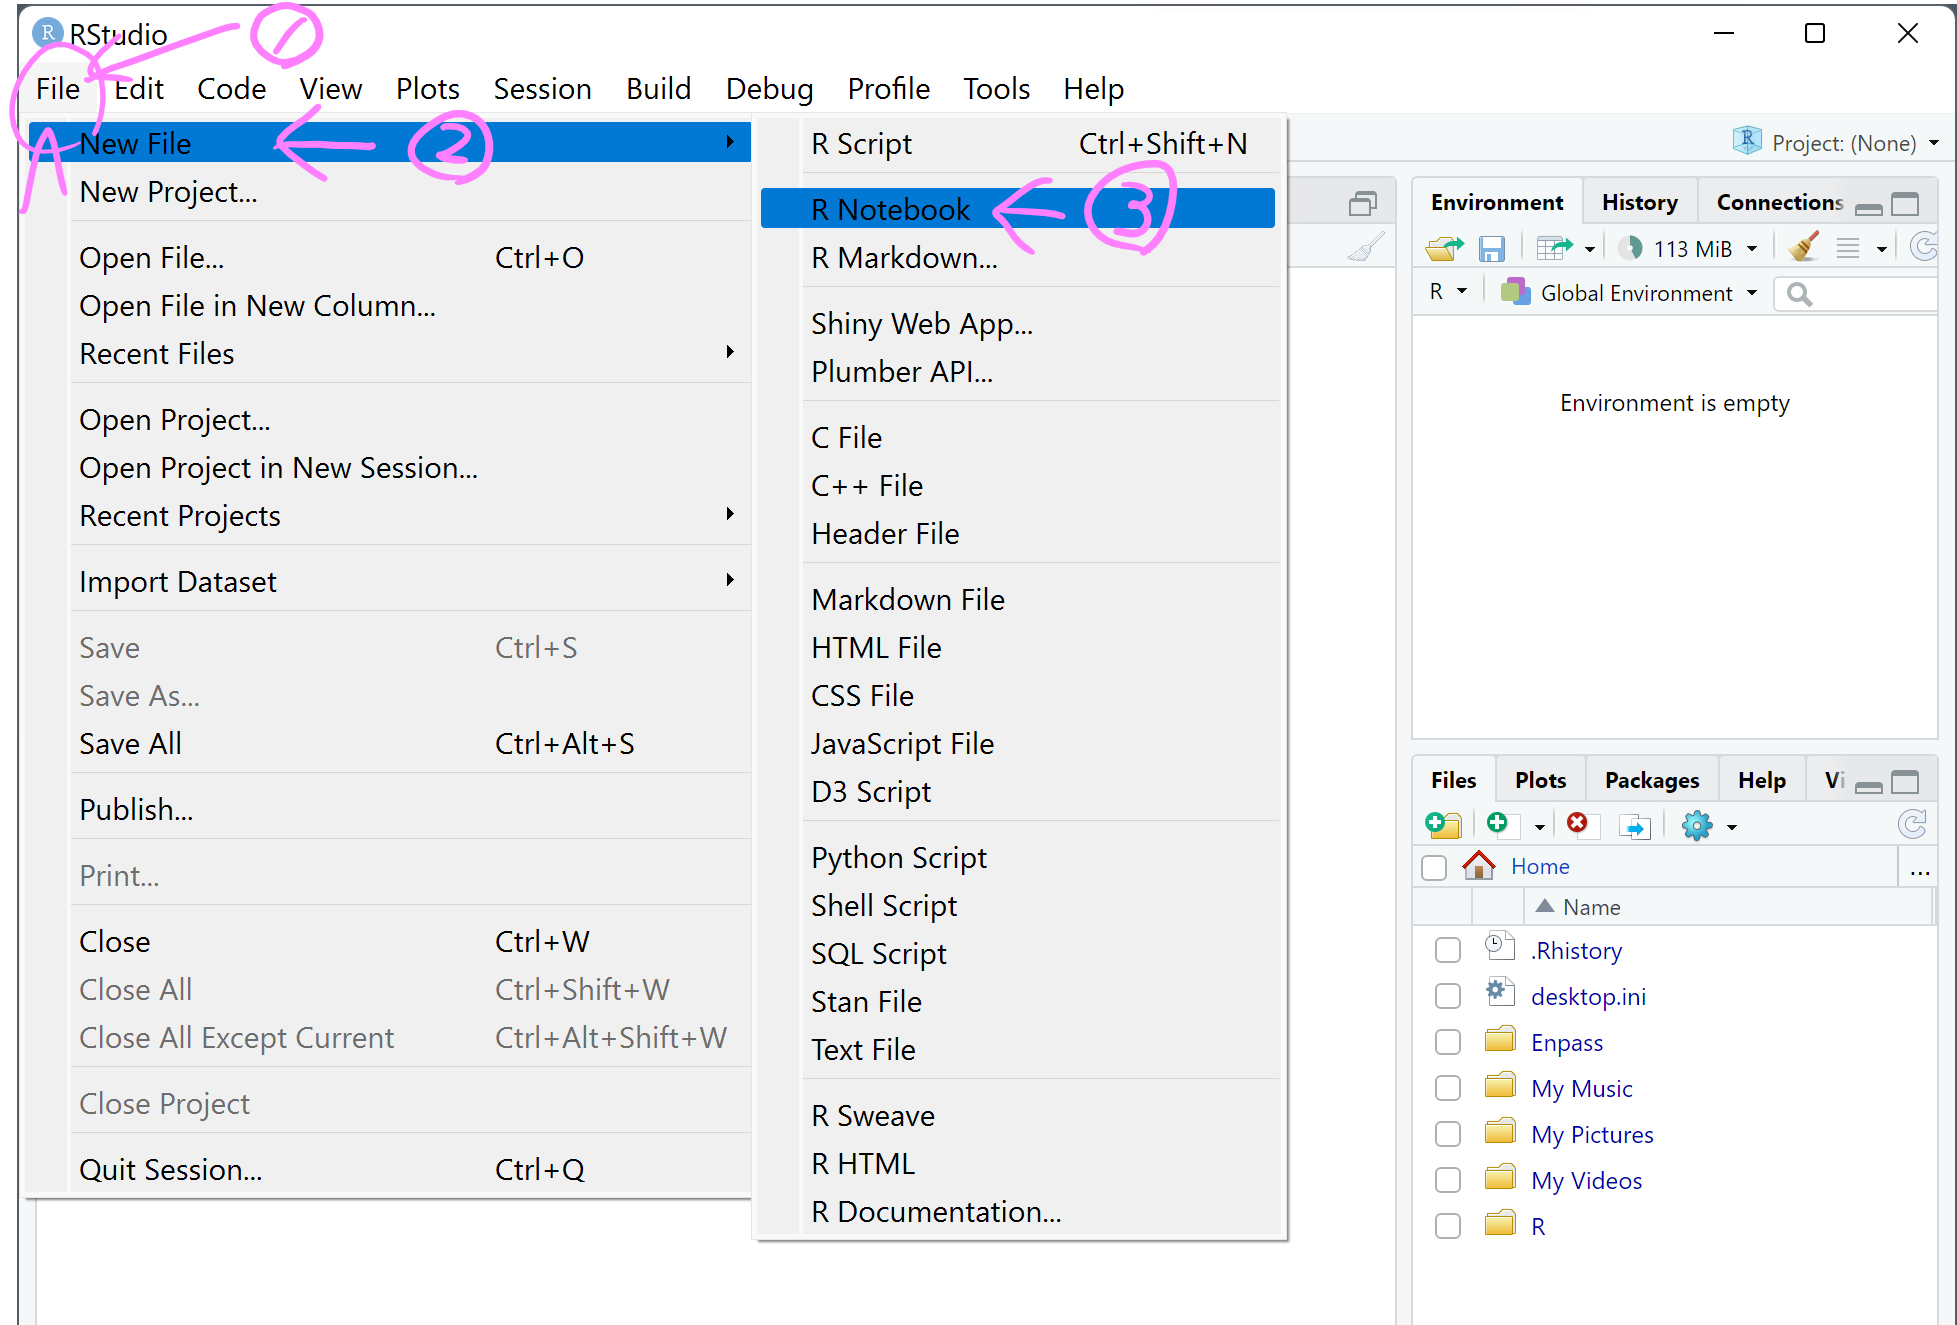 RStudio
1
File Edit Code View Plots Session Build Debug Profile Tools Help
A
New File
2
New Project...
Open File... Ctrl+O
Open File in New Column...
Recent Files
Open Project...
Open Project in New Session...
Recent Projects
Import Dataset
Save Ctrl+S
Save As...
Save All Ctrl+Alt+S
Publish...
Print...
Close Ctrl+W
Close All Ctrl+Shift+W
Close All Except Current Ctrl+Alt+Shift+W
Close Project
Quit Session... Ctrl+Q
R Script Ctrl+Shift+N
R Notebook
3
R Markdown...
Shiny Web App...
Plumber API...
C File
C++ File
Header File
Markdown File
HTML File
CSS File
JavaScript File
D3 Script
Python Script
Shell Script
SQL Script
Stan File
Text File
R Sweave
R HTML
R Documentation...
Project: (None)
Environment History Connections
113 MiB
R Global Environment
Environment is empty
Files Plots Packages Help Vi
Home ...
Name
.Rhistory
desktop.ini
Enpass
My Music
My Pictures
My Videos
R